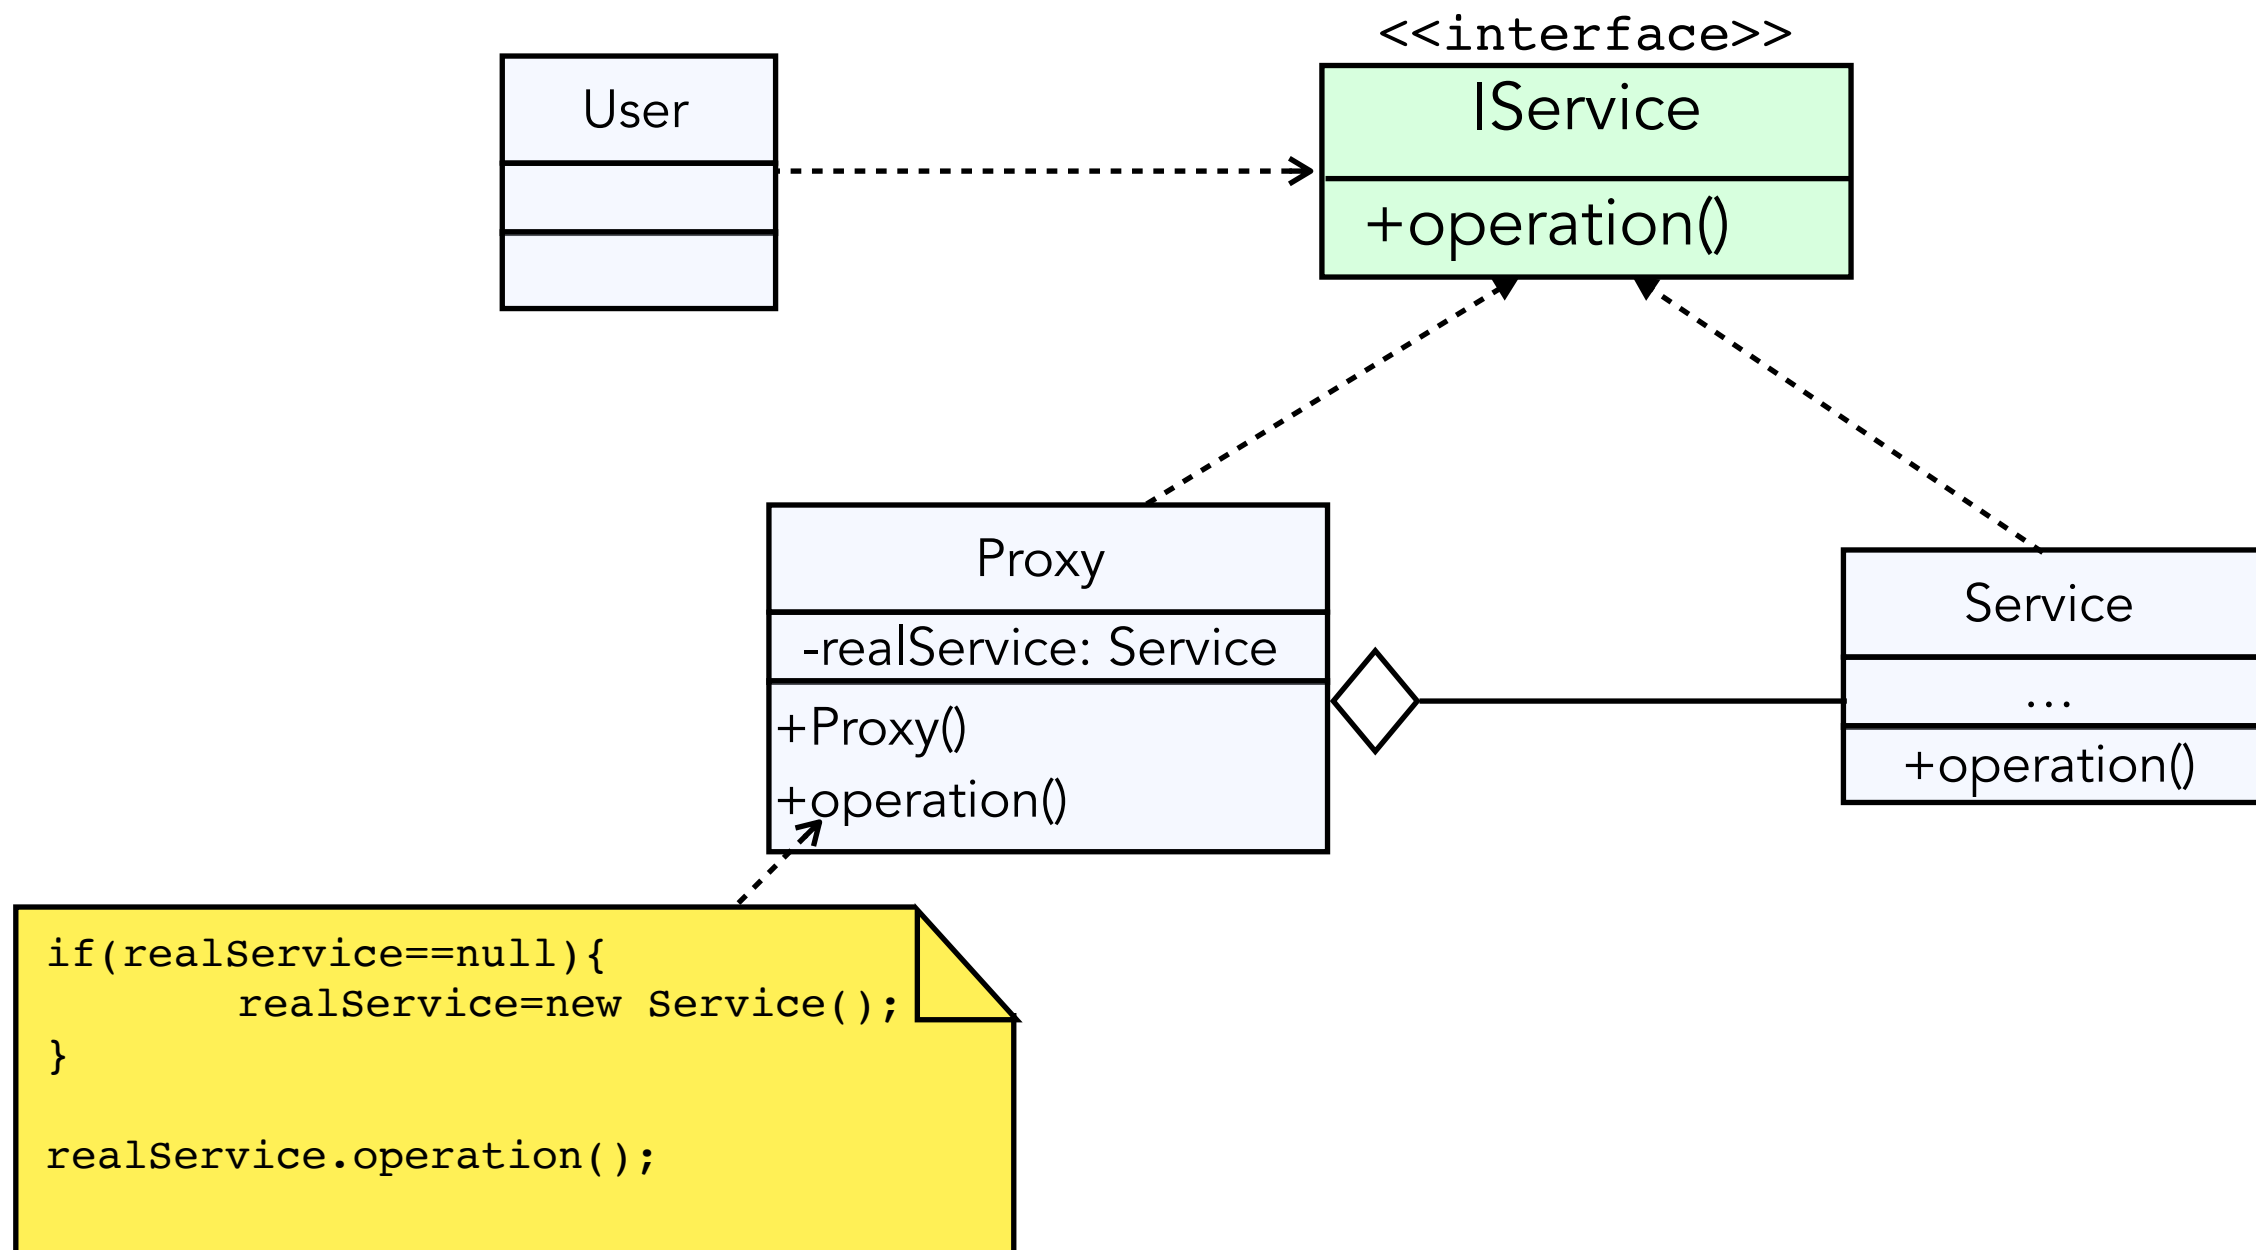 <<interface>>
User
IService
+operation()
Proxy
-realService: Service
+Proxy()
+operation()
Service
...
+operation()
if(realService==null){
realService=new Service();
}
realService.operation();